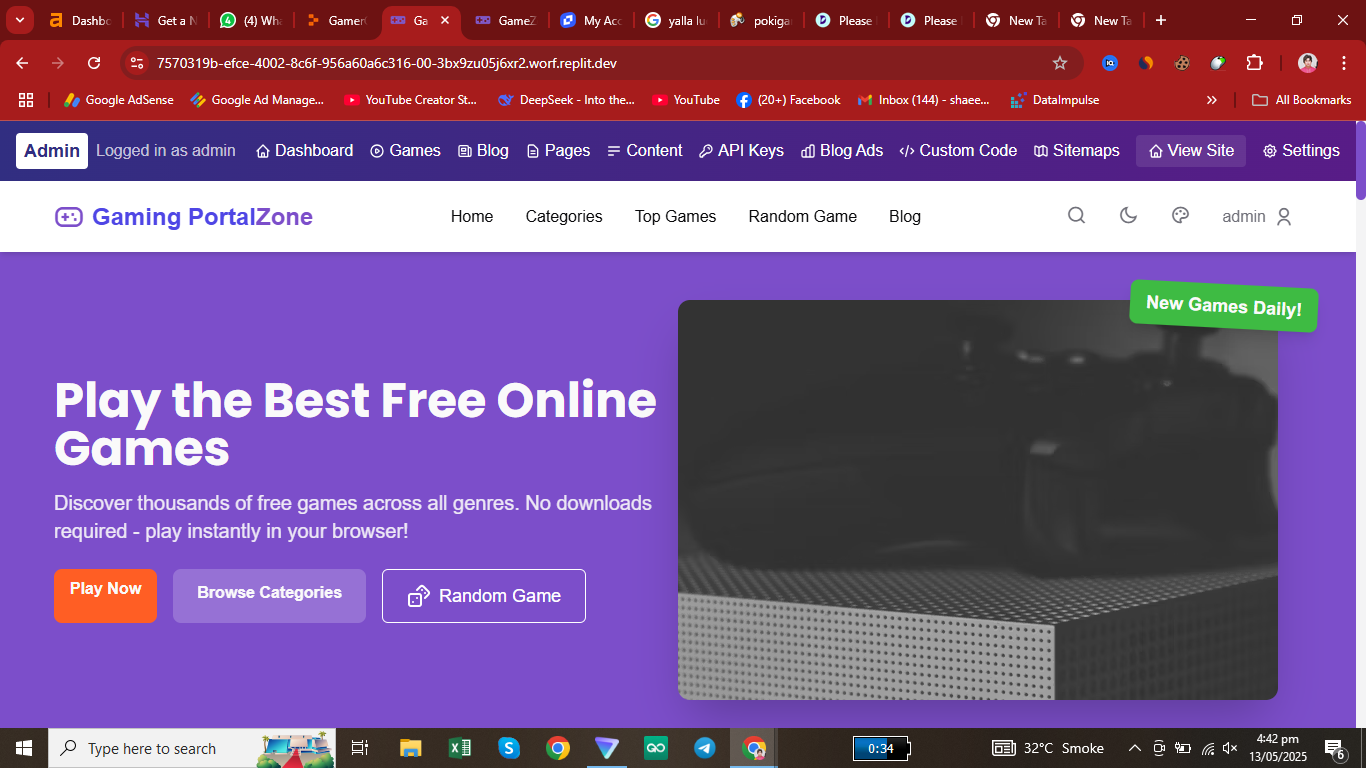 Dashbo
Get a N
(4) Wha
Gamer
Ga
GameZ
My Acc
yalla lu
pokiga
Please
Please
New Ta
New Ta
7570319b-efce-4002-8c6f-956a60a6c316-00-3bx9zu05j6xr2.worf.replit.dev
Google AdSense
Google Ad Manage...
YouTube Creator St...
DeepSeek - Into the...
YouTube
(20+) Facebook
Inbox (144) - shaee...
DataImpulse
All Bookmarks
Admin
Logged in as admin
Dashboard
Games
Blog
Pages
Content
API Keys
Blog Ads
Custom Code
Sitemaps
View Site
Settings
Gaming PortalZone
Home
Categories
Top Games
Random Game
Blog
admin
New Games Daily!
Play the Best Free Online
Games
Discover thousands of free games across all genres. No downloads
required - play instantly in your browser!
Play Now
Browse Categories
Random Game
Type here to search
0:34
32°C Smoke
4:42 pm
13/05/2025
6